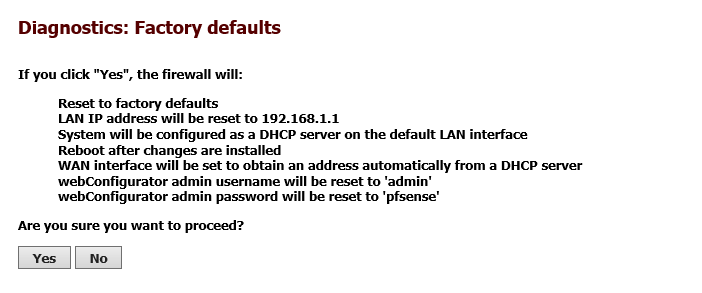 Diagnostics: Factory defaults
If you click "Yes", the firewall will:
Reset to factory defaults
LAN IP address will be reset to 192.168.1.1
System will be configured as a DHCP server on the default LAN interface
Reboot after changes are installed
WAN interface will be set to obtain an address automatically from a DHCP server
webConfigurator admin username will be reset to 'admin'
webConfigurator admin password will be reset to 'pfsense'
Are you sure you want to proceed?
Yes No